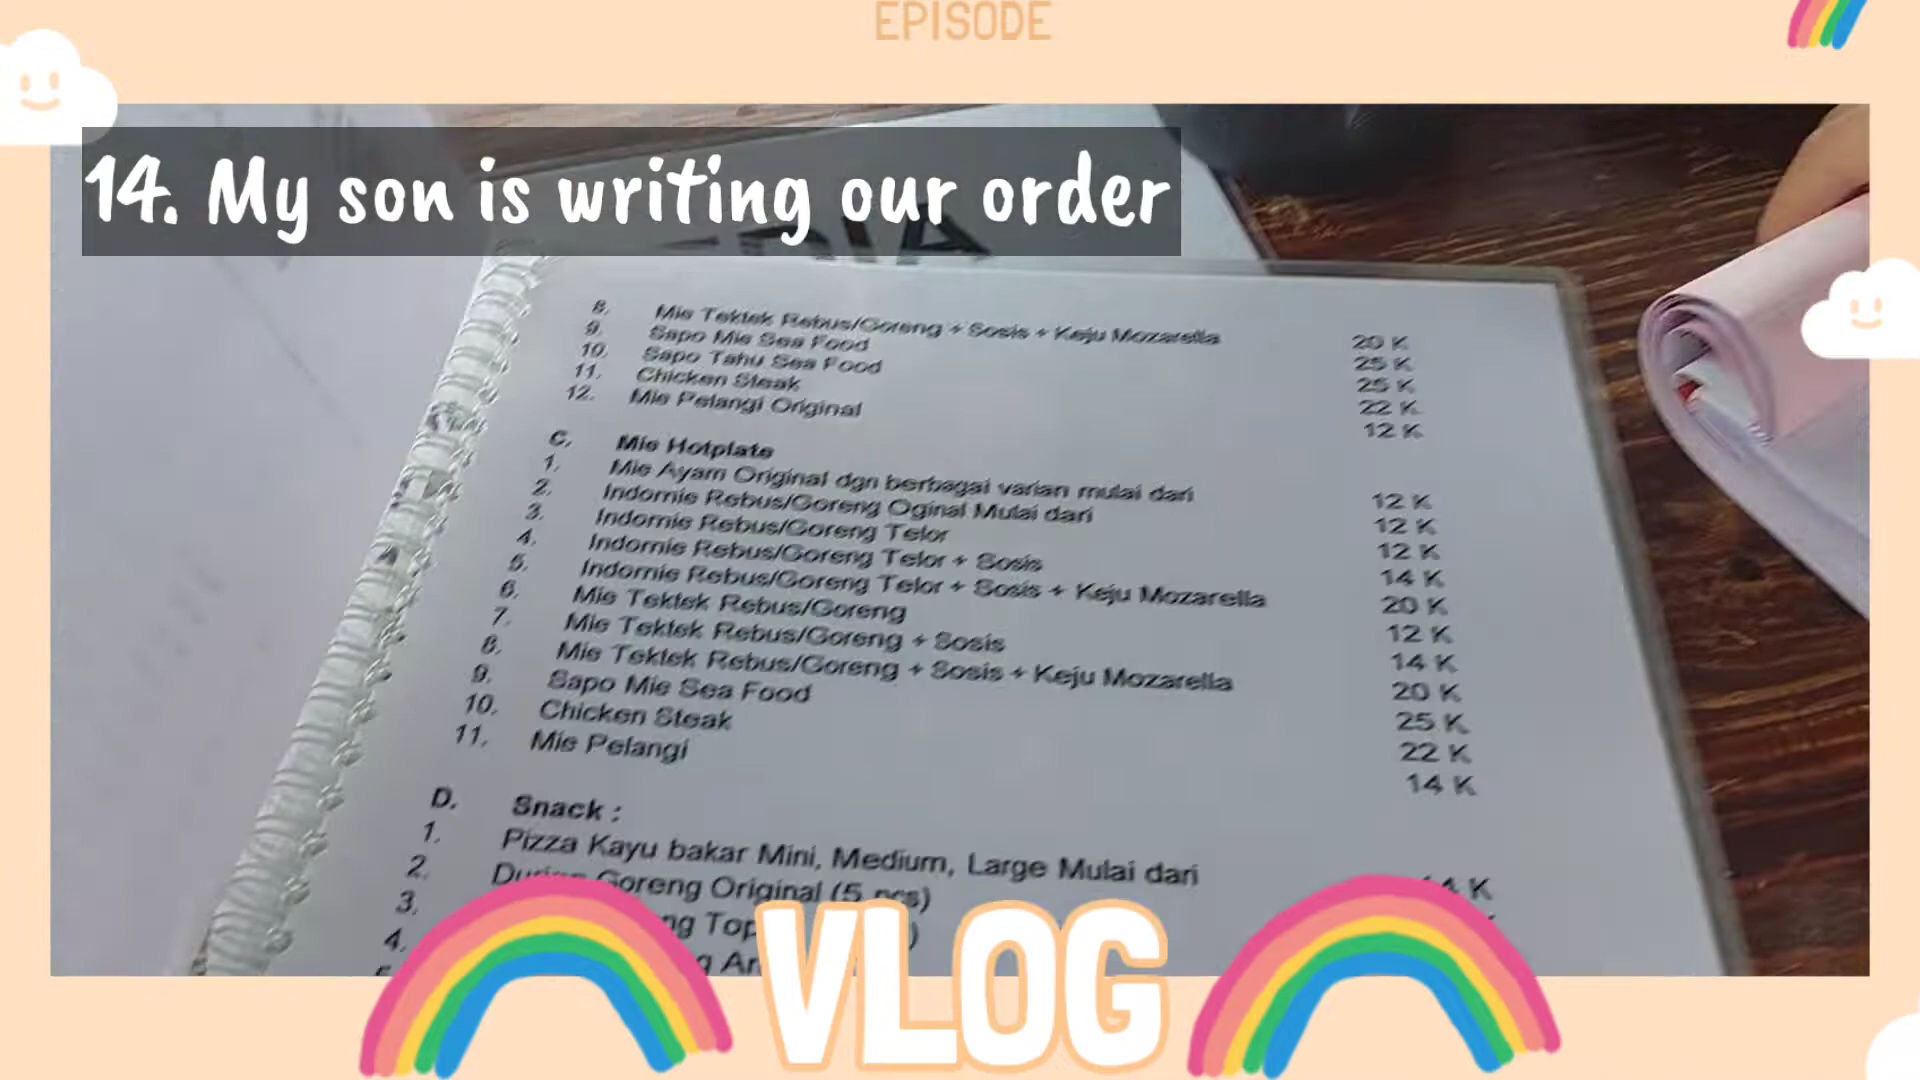 EPISODE
14. My son is writing our order
8. Mie Tektek Rebus/Goreng + Sosis + Keju Mozarella 20 K
9. Sapo Mie Sea Food 25 K
10. Sapo Tahu Sea Food 25 K
11. Chicken Steak 22 K
12. Mie Pelangi Original 12 K
C. Mie Hotplate
1. Mie Ayam Original dgn berbagai varian mulai dari 12 K
2. Indomie Rebus/Goreng Oginal Mulai dari 12 K
3. Indomie Rebus/Goreng Telor 12 K
4. Indomie Rebus/Goreng Telor + Sosis 14 K
5. Indomie Rebus/Goreng Telor + Sosis + Keju Mozarella 20 K
6. Mie Tektek Rebus/Goreng 12 K
7. Mie Tektek Rebus/Goreng + Sosis 14 K
8. Mie Tektek Rebus/Goreng + Sosis + Keju Mozarella 20 K
9. Sapo Mie Sea Food 25 K
10. Chicken Steak 22 K
11. Mie Pelangi 14 K
D. Snack :
1. Pizza Kayu bakar Mini, Medium, Large Mulai dari
2. Goreng Original (5 pcs)
3.
4.
VLOG